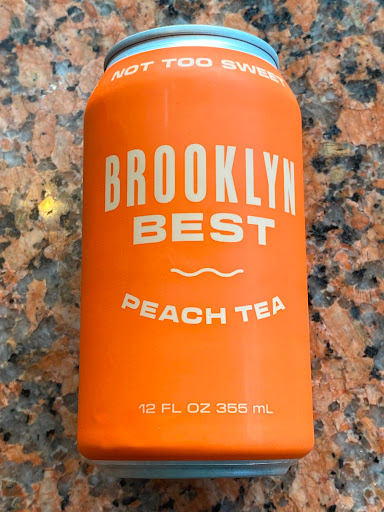 NOT TOO SWEET
BROOKLYN
BEST
PEACH TEA
12 FL OZ 355 mL